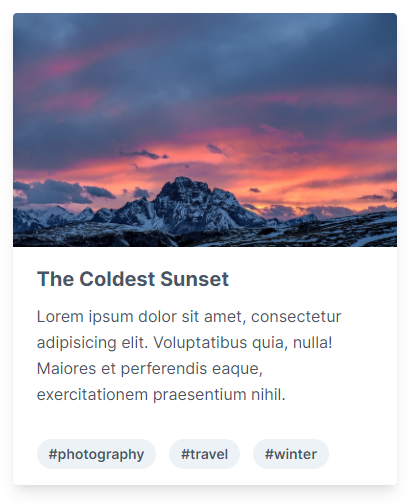 The Coldest Sunset
Lorem ipsum dolor sit amet, consectetur
adipisicing elit. Voluptatibus quia, nulla!
Maiores et perferendis eaque,
exercitationem praesentium nihil.
#photography #travel #winter